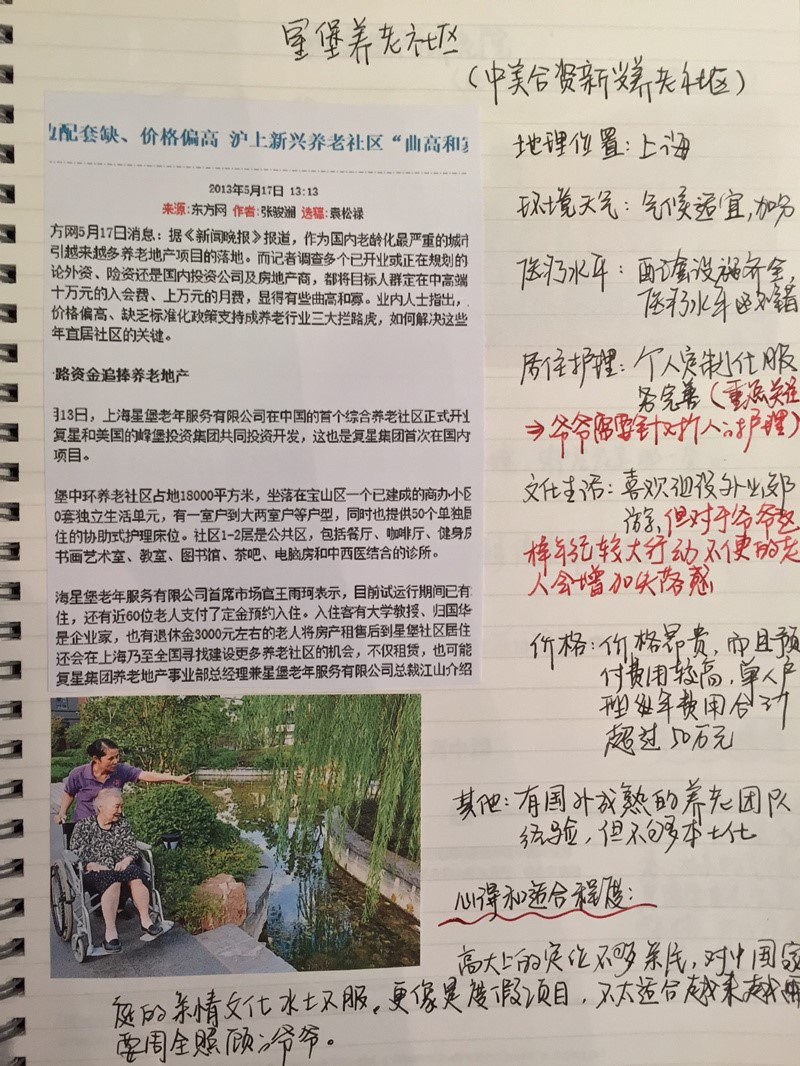 星堡养老社区
(中美合资新兴养老社区)
边配套缺、价格偏高 沪上新兴养老社区“曲高和寡
2013年5月17日 13:13
来源:东方网 作者:张骏澜 选稿:袁松禄
方网5月17日消息:据《新闻晚报》报道,作为国内老龄化最严重的城市
引越来越多养老地产项目的落地。而记者调查多个已开业或正在规划的
论外资、险资还是国内投资公司及房地产商,都将目标人群定在中高端
十万元的入会费、上万元的月费,显得有些曲高和寡。业内人士指出,
价格偏高、缺乏标准化政策支持成养老行业三大拦路虎,如何解决这些
年宜居社区的关键。
路资金追捧养老地产
月13日,上海星堡老年服务有限公司在中国的首个综合养老社区正式开业
复星和美国的峰堡投资集团共同投资开发,这也是复星集团首次在国内
项目。
堡中环养老社区占地18000平方米,坐落在宝山区一个已建成的商办小区
0套独立生活单元,有一室户到大两室户等户型,同时也提供50个单独居
住的协助式护理床位。社区1-2层是公共区,包括餐厅、咖啡厅、健身房
书画艺术室、教室、图书馆、茶吧、电脑房和中西医结合的诊所。
海星堡老年服务有限公司首席市场官王雨珂表示,目前试运行期间已有
住,还有近60位老人支付了定金预约入住。入住客有大学教授、归国华
是企业家,也有退休金3000元左右的老人将房产租售后到星堡社区居住
还会在上海乃至全国寻找建设更多养老社区的机会,不仅租赁,也可能
复星集团养老地产事业部总经理兼星堡老年服务有限公司总裁江山介绍
地理位置:上海
环境天气:气候适宜,
医疗水平:配套设施齐全,
医疗水平也不错
居住护理:个人定制化服
务完善(重点关注
⇒爷爷需要针对护人的护理)
文化生活:喜欢组织外出郊
游,但对于爷爷这
样年纪较大行动不便的老
人会增加失落感
价格:价格昂贵,而且预
付费用较高,单人户
型
年费用合计
超过50万元
其他:有国外成熟的养老团队
经验,但不够本土化
心得和适合程度:
高大上的定位不够亲民,对中国家
庭的亲情文化水土不服。更像是度假项目,不太适合越来越需
要周全照顾的爷爷。